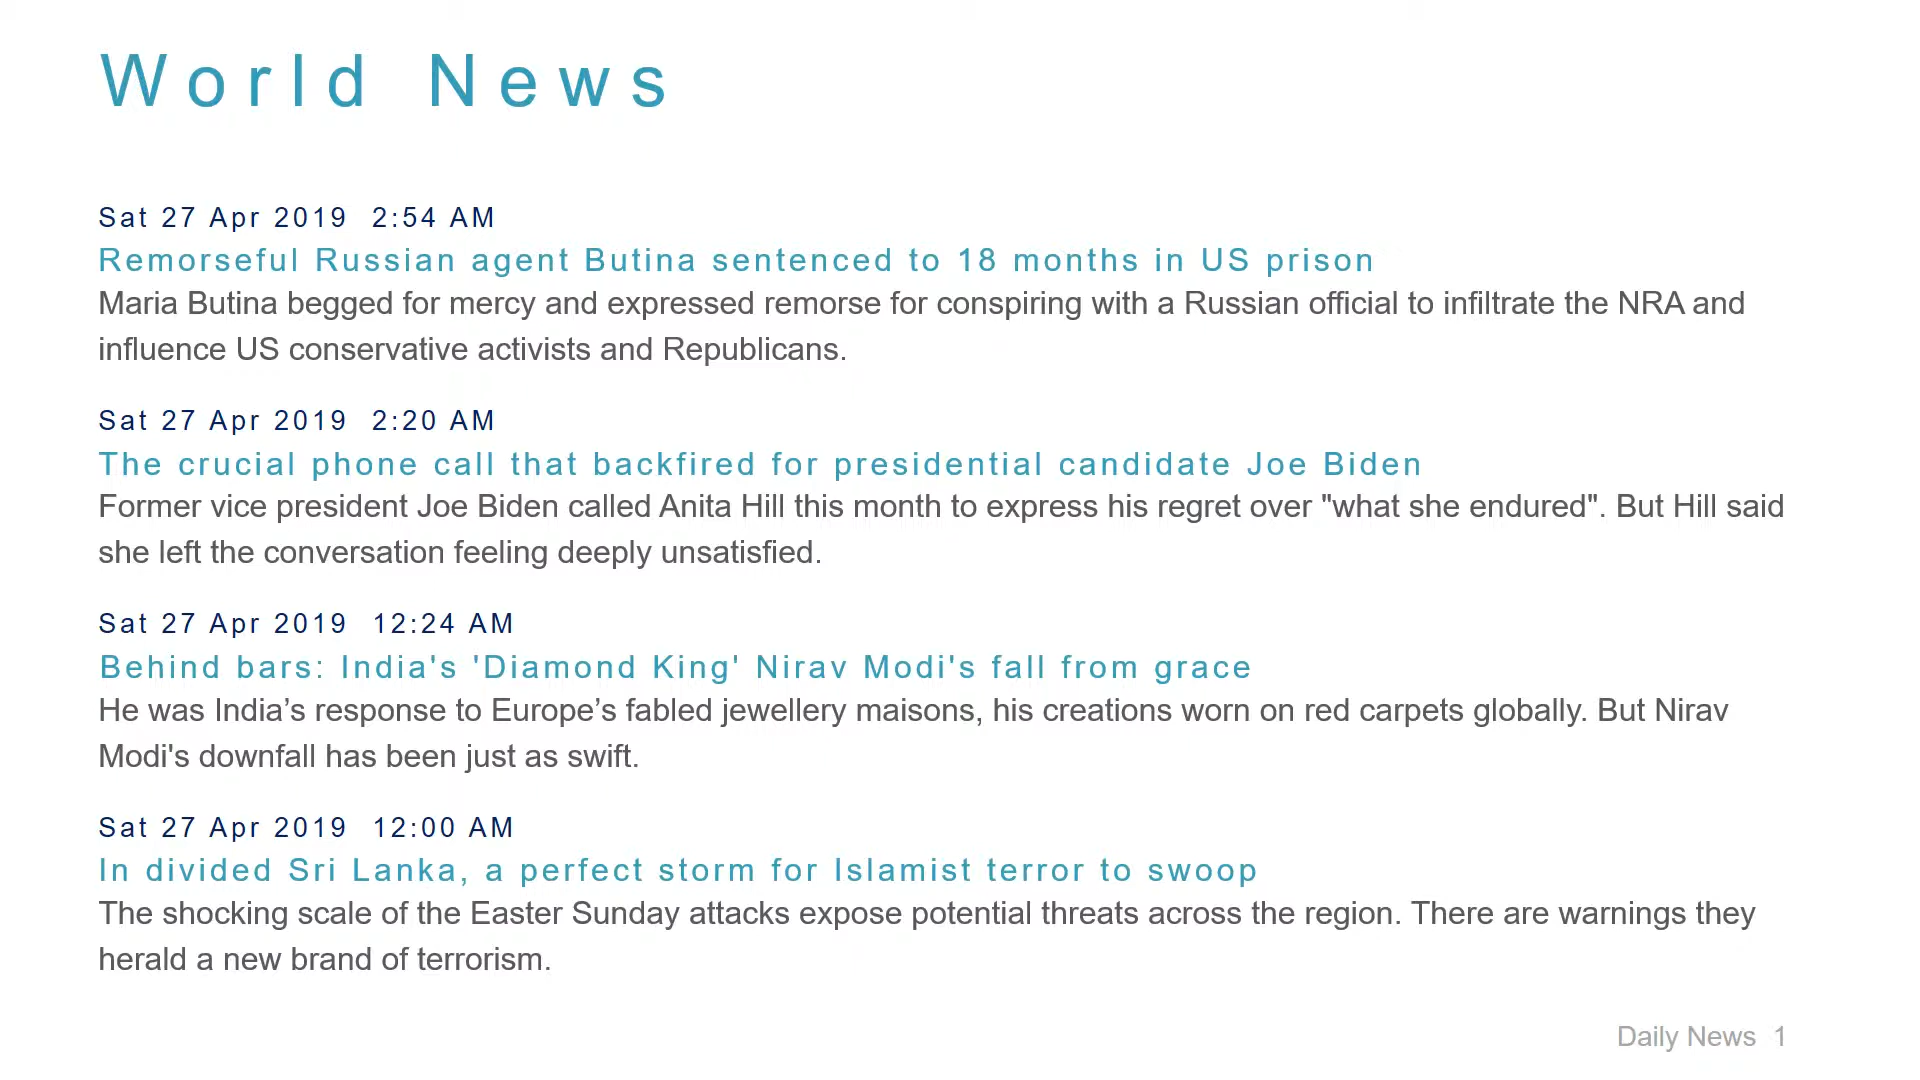 World News
Sat 27 Apr 2019 2:54 AM
Remorseful Russian agent Butina sentenced to 18 months in US prison
Maria Butina begged for mercy and expressed remorse for conspiring with a Russian official to infiltrate the NRA and
influence US conservative activists and Republicans.
Sat 27 Apr 2019 2:20 AM
The crucial phone call that backfired for presidential candidate Joe Biden
Former vice president Joe Biden called Anita Hill this month to express his regret over "what she endured". But Hill said
she left the conversation feeling deeply unsatisfied.
Sat 27 Apr 2019 12:24 AM
Behind bars: India's 'Diamond King' Nirav Modi's fall from grace
He was India’s response to Europe’s fabled jewellery maisons, his creations worn on red carpets globally. But Nirav
Modi's downfall has been just as swift.
Sat 27 Apr 2019 12:00 AM
In divided Sri Lanka, a perfect storm for Islamist terror to swoop
The shocking scale of the Easter Sunday attacks expose potential threats across the region. There are warnings they
herald a new brand of terrorism.
Daily News 1